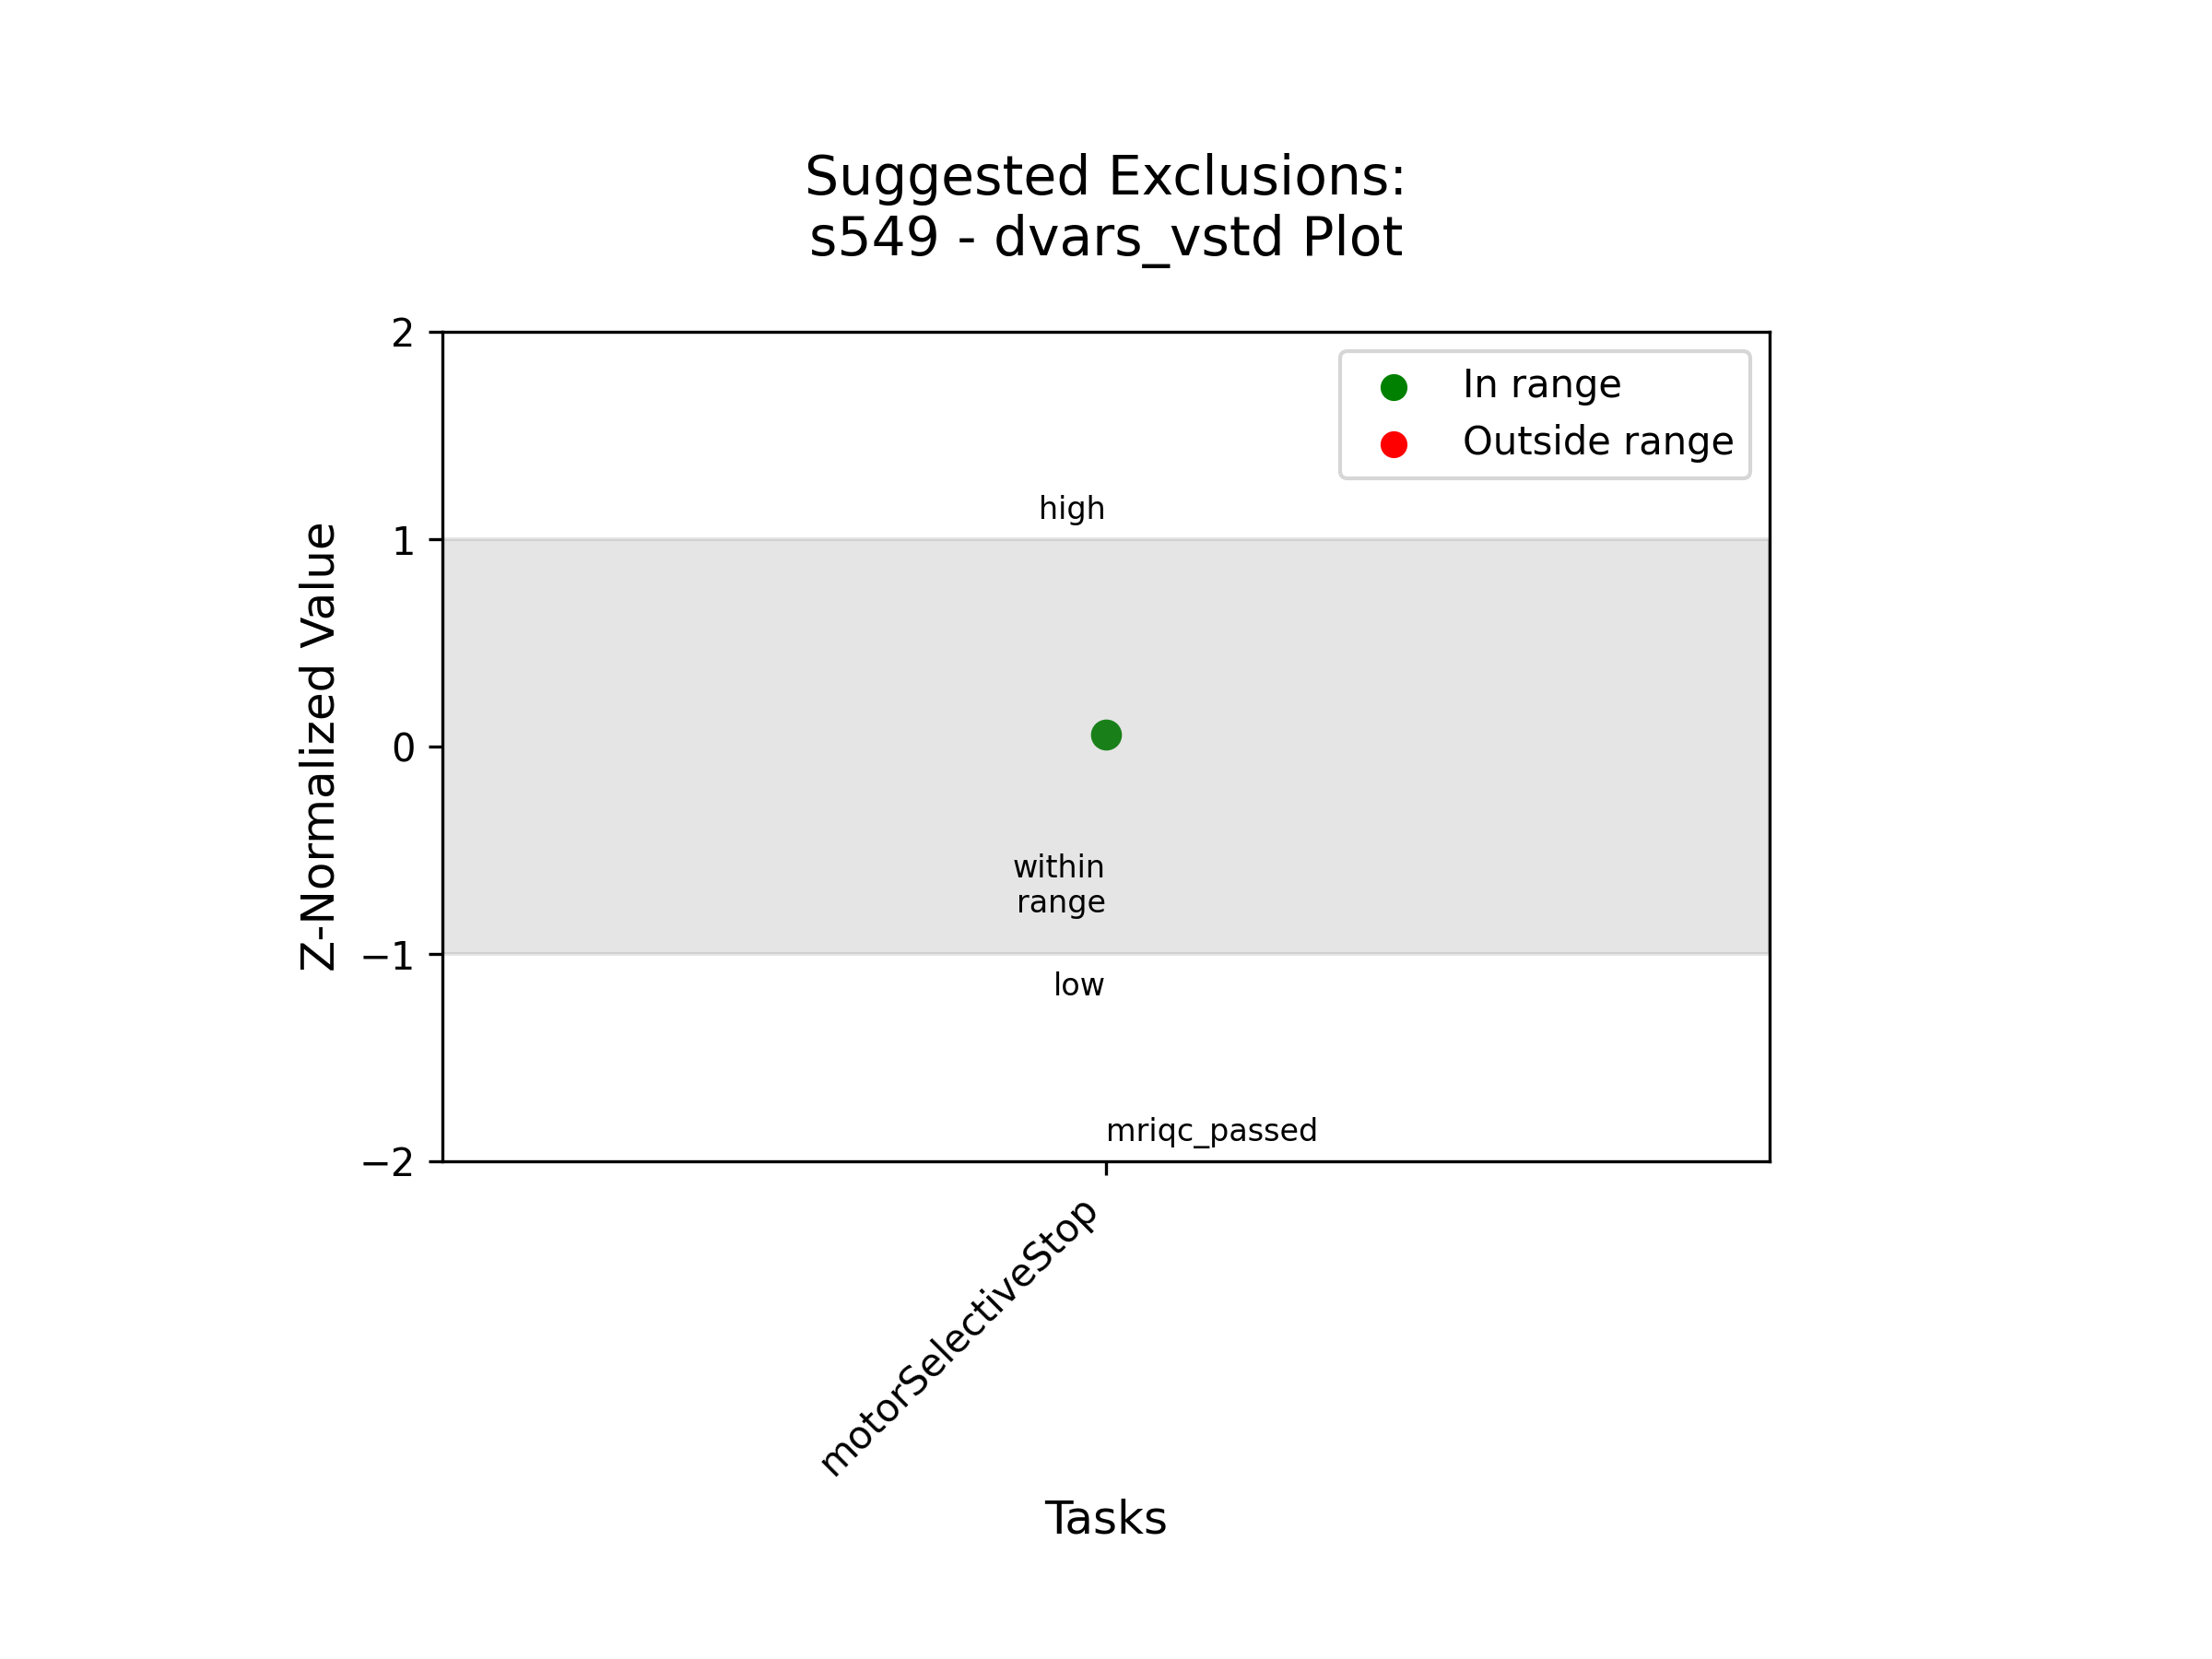 Suggested Exclusions:
s549 - dvars_vstd Plot
2
In range
Outside range
high
1
Z-Normalized Value
0
within
range
−1
low
mriqc_passed
−2
motorSelectiveStop
Tasks